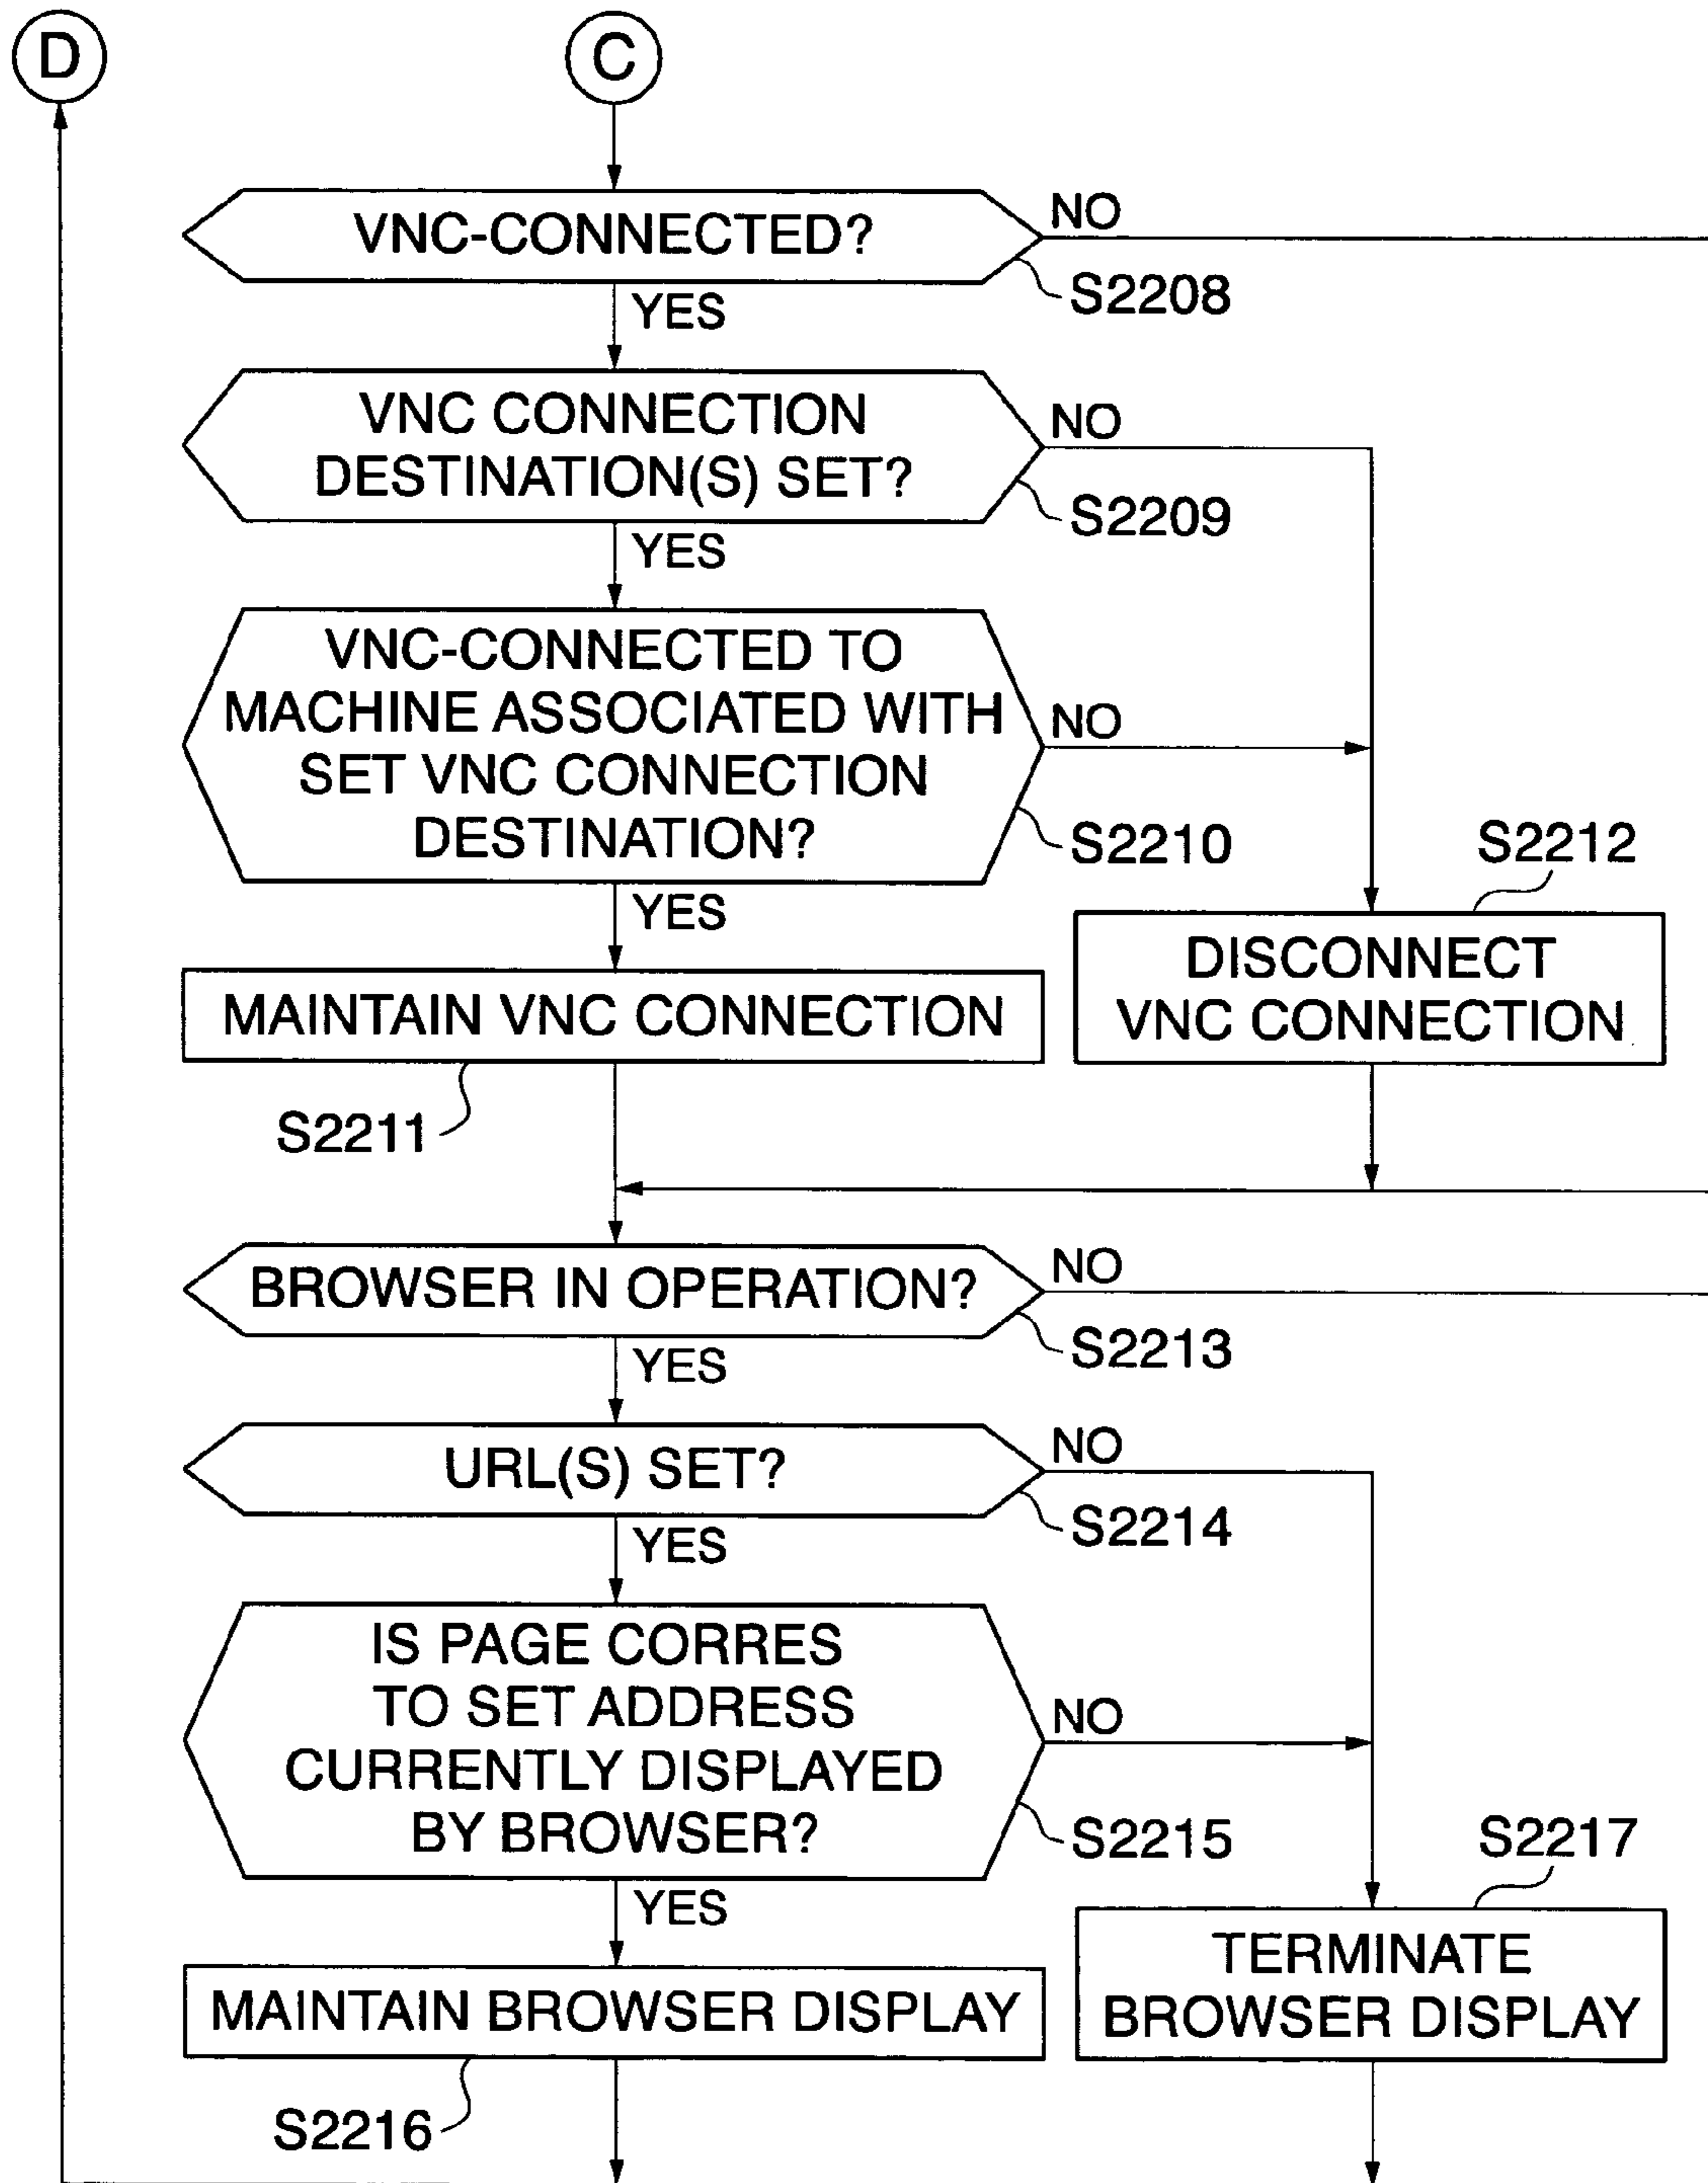 D
C
VNC-CONNECTED?
NO
S2208
YES
VNC CONNECTION
DESTINATION(S) SET?
NO
S2209
YES
VNC-CONNECTED TO
MACHINE ASSOCIATED WITH
SET VNC CONNECTION
DESTINATION?
NO
S2210
YES
S2212
DISCONNECT
VNC CONNECTION
MAINTAIN VNC CONNECTION
S2211
BROWSER IN OPERATION?
NO
S2213
YES
URL(S) SET?
NO
S2214
YES
IS PAGE CORRES
TO SET ADDRESS
CURRENTLY DISPLAYED
BY BROWSER?
NO
S2215
YES
S2217
TERMINATE
BROWSER DISPLAY
MAINTAIN BROWSER DISPLAY
S2216